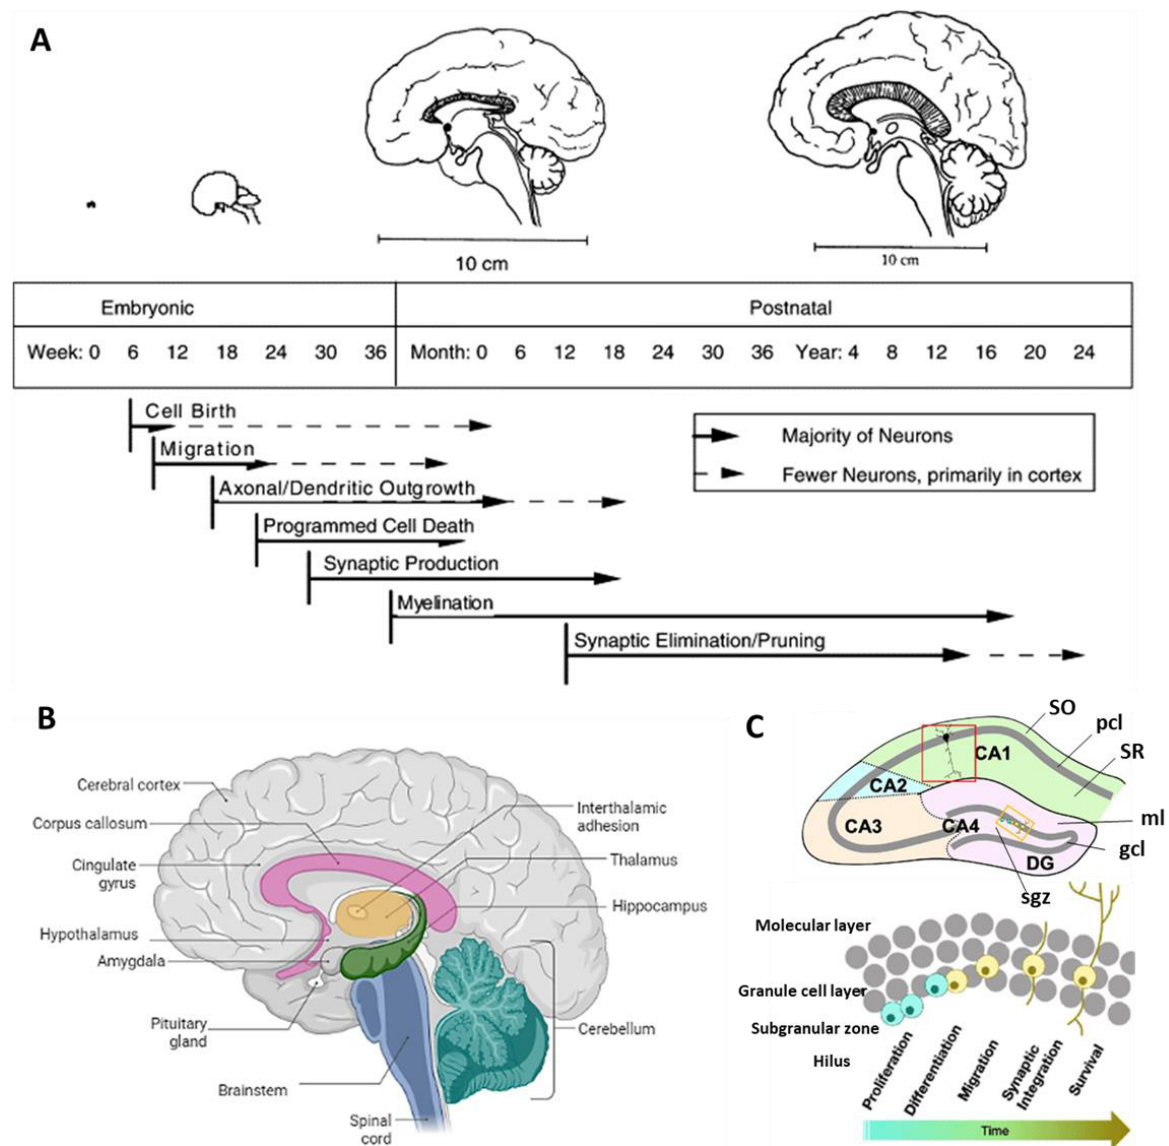 A
10 cm
10 cm
Embryonic Postnatal
Week: 0 6 12 18 24 30 36 Month: 0 6 12 18 24 30 36 Year: 4 8 12 16 20 24
Cell Birth
Migration
Axonal/Dendritic Outgrowth
Programmed Cell Death
Synaptic Production
Myelination
Synaptic Elimination/Pruning
Majority of Neurons
Fewer Neurons, primarily in cortex
B
Cerebral cortex
Corpus callosum
Cingulate
gyrus
Hypothalamus
Amygdala
Pituitary
gland
Brainstem
Spinal
cord
Interthalamic
adhesion
Thalamus
Hippocampus
Cerebellum
C
SO
pcl
SR
CA1
CA2
CA3
CA4
DG
ml
gcl
sgz
Molecular layer
Granule cell layer
Subgranular zone
Hilus
Proliferation
Differentiation
Migration
Synaptic
Integration
Survival
Time